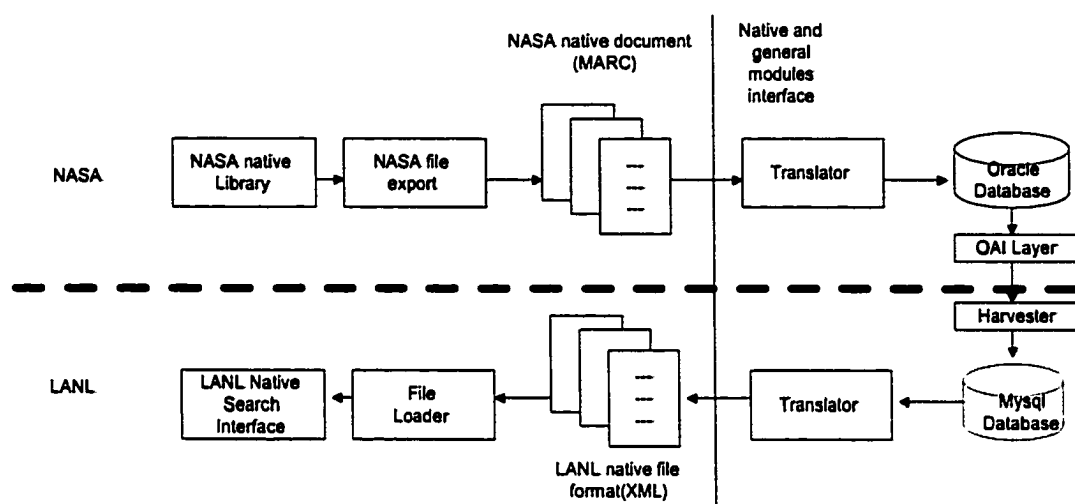 NASA native document
(MARC)
Native and
general
modules
interface
NASA
NASA native
Library
NASA file
export
---
---
---
Translator
Oracle
Database
OAI Layer
Harvester
LANL
LANL Native
Search
Interface
File
Loader
---
---
---
Translator
Mysql
Database
LANL native file
format(XML)